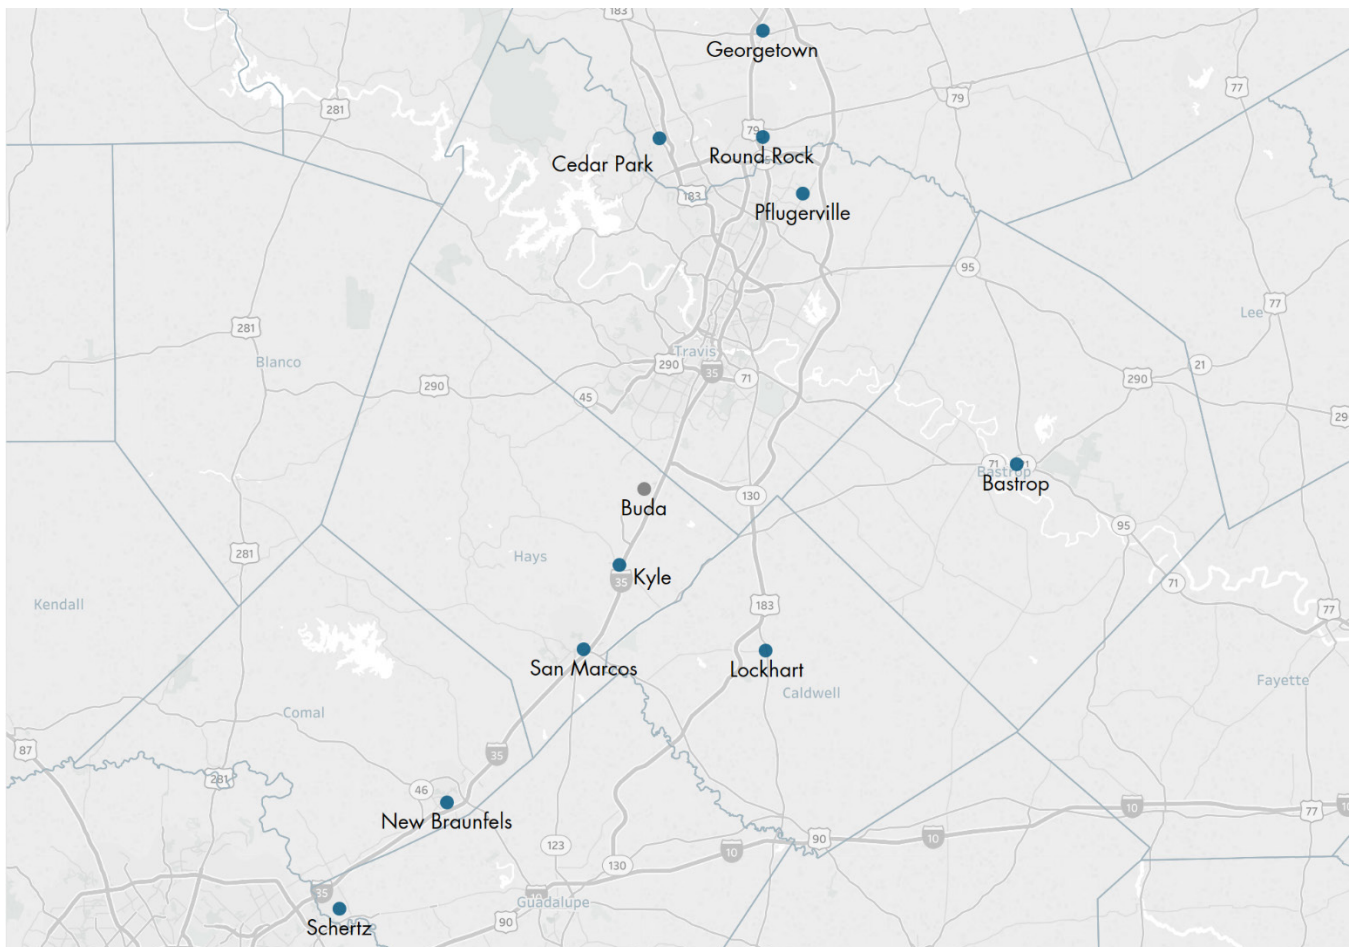 183
Georgetown
281
79
77
79
Cedar Park
Round Rock
183
Pflugerville
95
77
Lee
281
Travis
Blanco
290
35
71
290
45
290
21
290
71
Bastrop
Bastrop
130
Buda
95
281
Hays
Kyle
35
71
Kendall
183
77
San Marcos
Lockhart
Caldwell
Fayette
Comal
87
35
281
46
New Braunfels
10
77
10
90
10
123
10
130
35
10
Guadalupe
90
Schertz